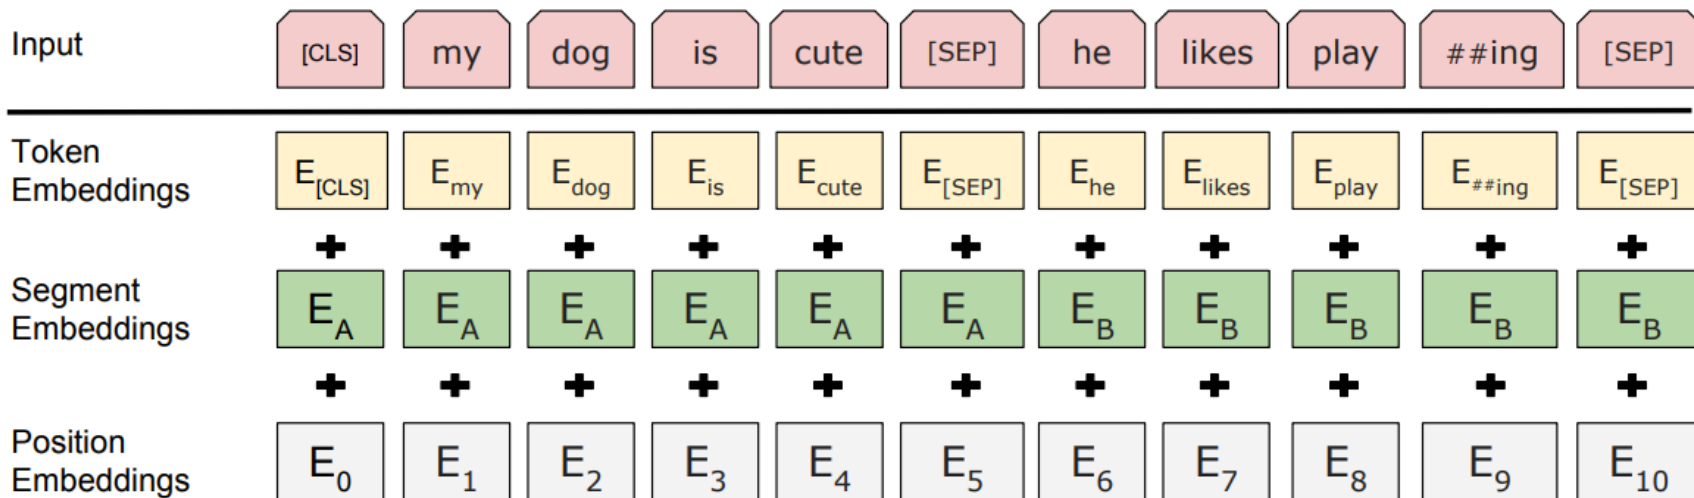 Input [CLS] my dog is cute [SEP] he likes play ##ing [SEP]
Token
Embeddings
E[CLS] Emy Edog Eis Ecute E[SEP] Ehe Elikes Eplay E##ing E[SEP]
+ + + + + + + + + + +
Segment
Embeddings
EA EA EA EA EA EA EB EB EB EB EB
+ + + + + + + + + + +
Position
Embeddings
E0 E1 E2 E3 E4 E5 E6 E7 E8 E9 E10